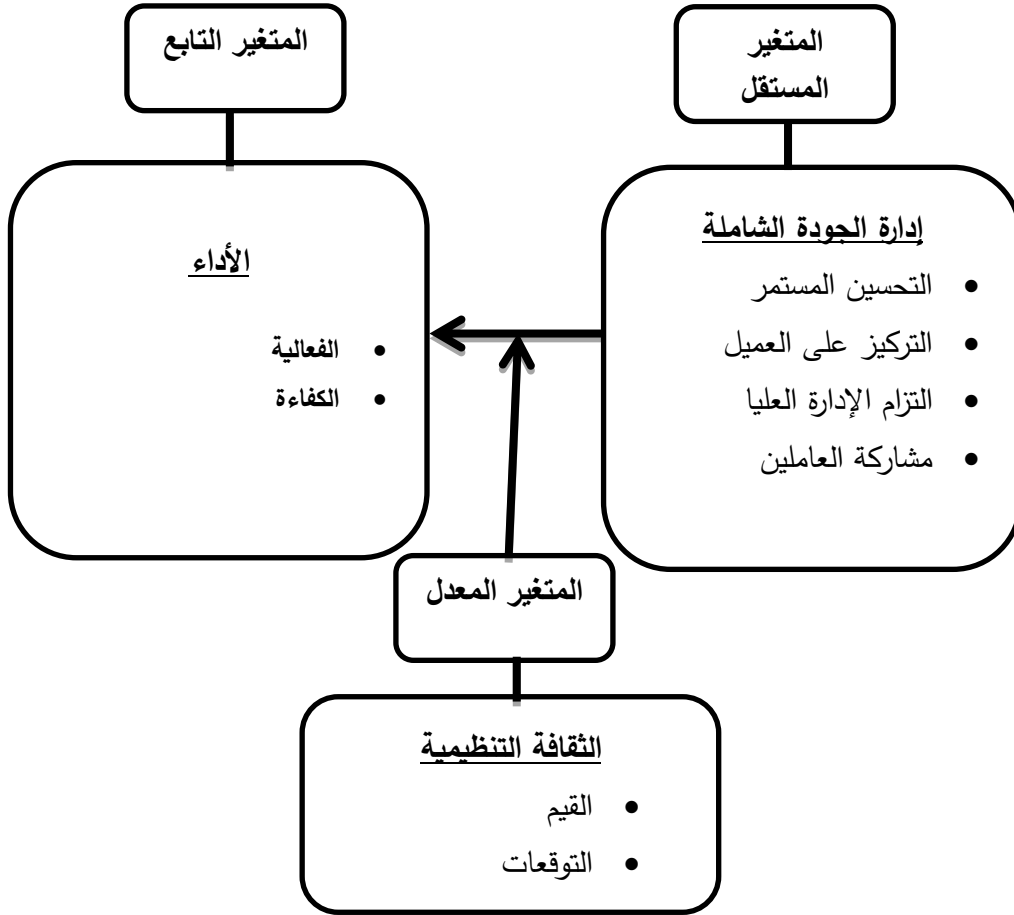 المتغير
المستقل
إدارة الجودة الشاملة
• التحسين المستمر
• التركيز على العميل
• التزام الإدارة العليا
• مشاركة العاملين
المتغير التابع
الأداء
• الفعالية
• الكفاءة
المتغير المعدل
الثقافة التنظيمية
• القيم
• التوقعات